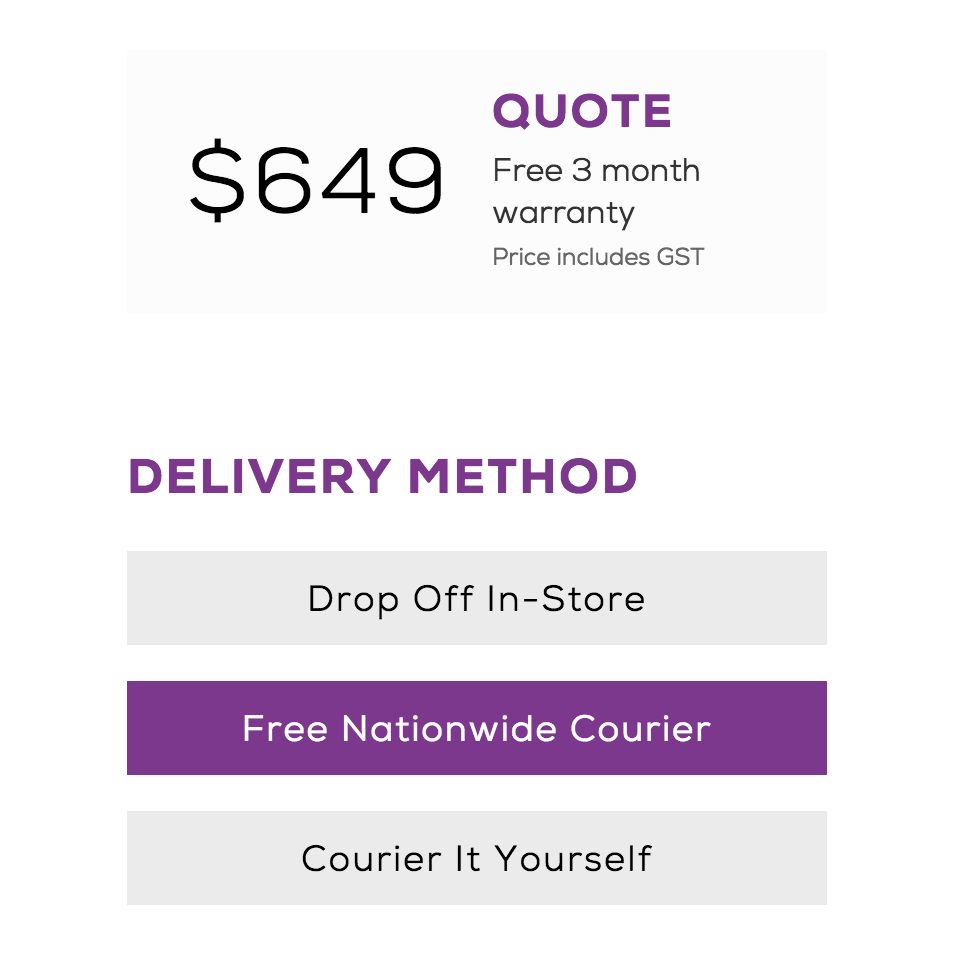 $649
QUOTE
Free 3 month
warranty
Price includes GST
DELIVERY METHOD
Drop Off In-Store
Free Nationwide Courier
Courier It Yourself